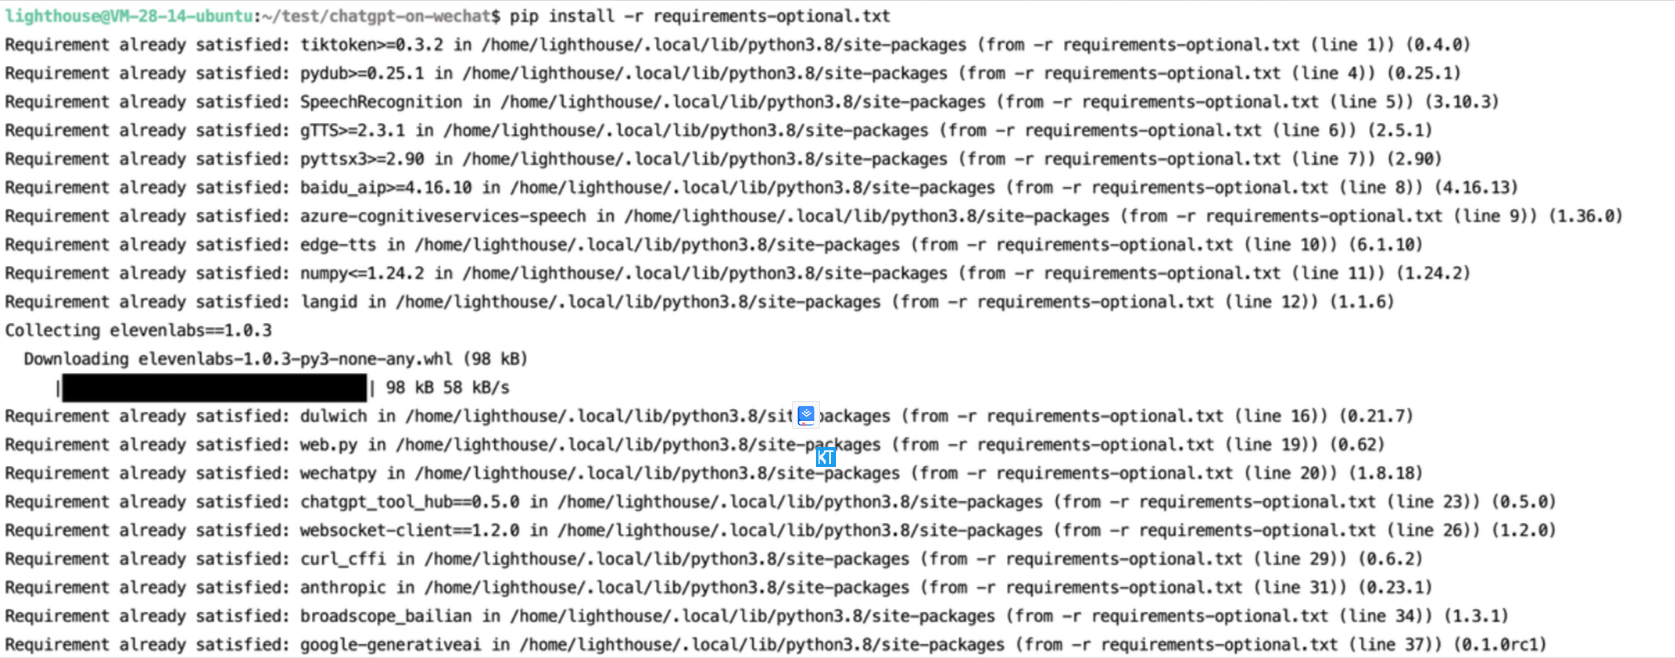 lighthouse@VM-28-14-ubuntu:~/test/chatgpt-on-wechat$ pip install -r requirements-optional.txt
Requirement already satisfied: tiktoken>=0.3.2 in /home/lighthouse/.local/lib/python3.8/site-packages (from -r requirements-optional.txt (line 1)) (0.4.0)
Requirement already satisfied: pydub>=0.25.1 in /home/lighthouse/.local/lib/python3.8/site-packages (from -r requirements-optional.txt (line 4)) (0.25.1)
Requirement already satisfied: SpeechRecognition in /home/lighthouse/.local/lib/python3.8/site-packages (from -r requirements-optional.txt (line 5)) (3.10.3)
Requirement already satisfied: gTTS>=2.3.1 in /home/lighthouse/.local/lib/python3.8/site-packages (from -r requirements-optional.txt (line 6)) (2.5.1)
Requirement already satisfied: pyttsx3>=2.90 in /home/lighthouse/.local/lib/python3.8/site-packages (from -r requirements-optional.txt (line 7)) (2.90)
Requirement already satisfied: baidu_aip>=4.16.10 in /home/lighthouse/.local/lib/python3.8/site-packages (from -r requirements-optional.txt (line 8)) (4.16.13)
Requirement already satisfied: azure-cognitiveservices-speech in /home/lighthouse/.local/lib/python3.8/site-packages (from -r requirements-optional.txt (line 9)) (1.36.0)
Requirement already satisfied: edge-tts in /home/lighthouse/.local/lib/python3.8/site-packages (from -r requirements-optional.txt (line 10)) (6.1.10)
Requirement already satisfied: numpy<=1.24.2 in /home/lighthouse/.local/lib/python3.8/site-packages (from -r requirements-optional.txt (line 11)) (1.24.2)
Requirement already satisfied: langid in /home/lighthouse/.local/lib/python3.8/site-packages (from -r requirements-optional.txt (line 12)) (1.1.6)
Collecting elevenlabs==1.0.3
Downloading elevenlabs-1.0.3-py3-none-any.whl (98 kB)
| | 98 kB 58 kB/s
Requirement already satisfied: dulwich in /home/lighthouse/.local/lib/python3.8/sit packages (from -r requirements-optional.txt (line 16)) (0.21.7)
Requirement already satisfied: web.py in /home/lighthouse/.local/lib/python3.8/site-packages (from -r requirements-optional.txt (line 19)) (0.62)
KT
Requirement already satisfied: wechatpy in /home/lighthouse/.local/lib/python3.8/site-packages (from -r requirements-optional.txt (line 20)) (1.8.18)
Requirement already satisfied: chatgpt_tool_hub==0.5.0 in /home/lighthouse/.local/lib/python3.8/site-packages (from -r requirements-optional.txt (line 23)) (0.5.0)
Requirement already satisfied: websocket-client==1.2.0 in /home/lighthouse/.local/lib/python3.8/site-packages (from -r requirements-optional.txt (line 26)) (1.2.0)
Requirement already satisfied: curl_cffi in /home/lighthouse/.local/lib/python3.8/site-packages (from -r requirements-optional.txt (line 29)) (0.6.2)
Requirement already satisfied: anthropic in /home/lighthouse/.local/lib/python3.8/site-packages (from -r requirements-optional.txt (line 31)) (0.23.1)
Requirement already satisfied: broadscope_bailian in /home/lighthouse/.local/lib/python3.8/site-packages (from -r requirements-optional.txt (line 34)) (1.3.1)
Requirement already satisfied: google-generativeai in /home/lighthouse/.local/lib/python3.8/site-packages (from -r requirements-optional.txt (line 37)) (0.1.0rc1)